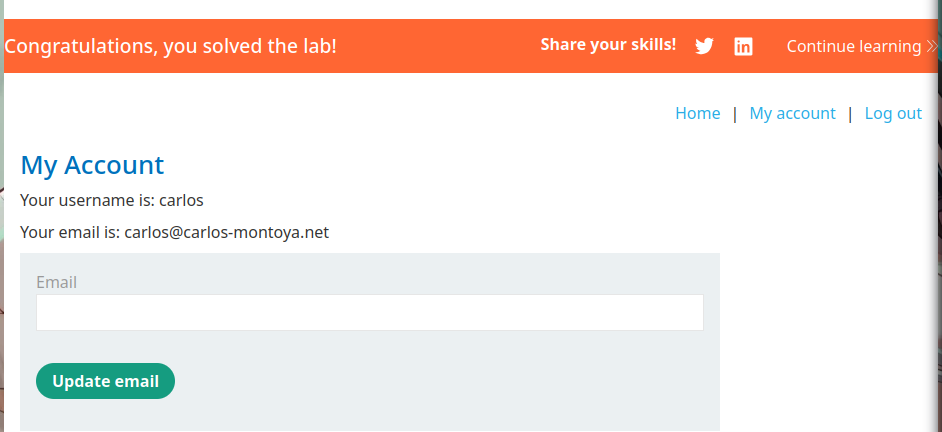 Congratulations, you solved the lab! Share your skills! Continue learning
Home | My account | Log out
My Account
Your username is: carlos
Your email is: carlos@carlos-montoya.net
Email
Update email